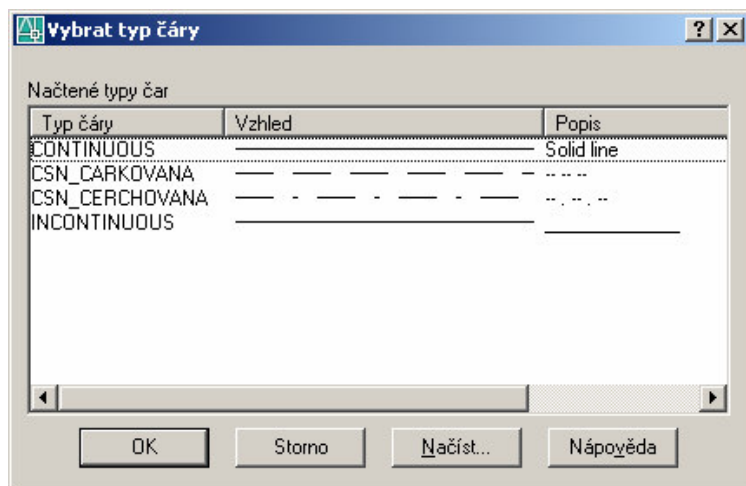 Vybrat typ čáry
Načtené typy čar
Typ čáry Vzhled Popis
CONTINUOUS Solid line
CSN_CARKOVANA -- -- --
CSN_CERCHOVANA -- . -- . --
INCONTINUOUS
OK Storno Načíst... Nápověda